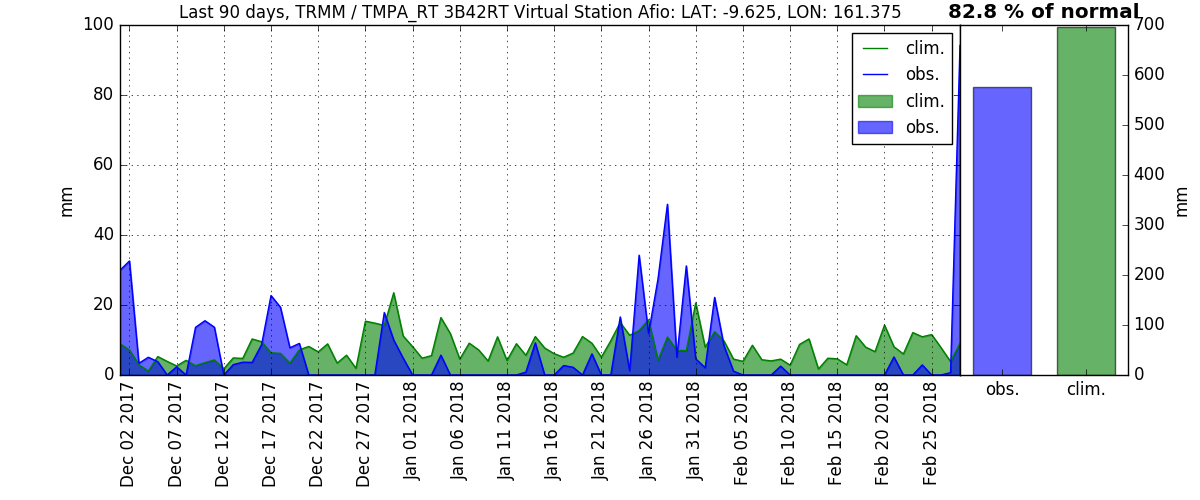 Last 90 days, TRMM / TMPA_RT 3B42RT Virtual Station Afio: LAT: -9.625, LON: 161.375
82.8 % of normal
100
80
60
40
20
0
mm
clim.
obs.
clim.
obs.
Dec 02 2017
Dec 07 2017
Dec 12 2017
Dec 17 2017
Dec 22 2017
Dec 27 2017
Jan 01 2018
Jan 06 2018
Jan 11 2018
Jan 16 2018
Jan 21 2018
Jan 26 2018
Jan 31 2018
Feb 05 2018
Feb 10 2018
Feb 15 2018
Feb 20 2018
Feb 25 2018
700
600
500
400
300
200
100
0
mm
obs.
clim.